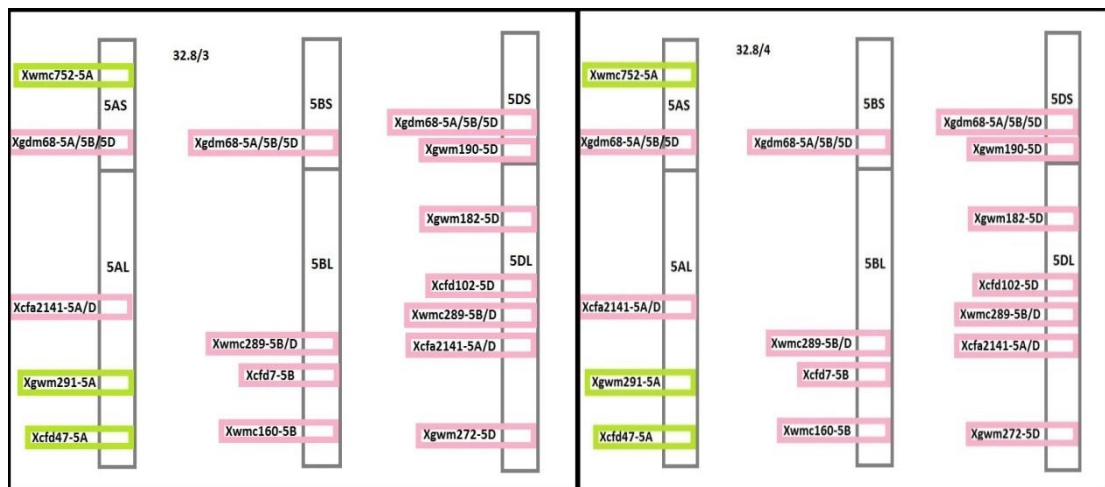 32.8/3
Xwmc752-5A
5AS
Xgdm68-5A/5B/5D
5AL
Xcfa2141-5A/D
Xgwm291-5A
Xcfd47-5A
5BS
Xgdm68-5A/5B/5D
5BL
Xwmc289-5B/D
Xcfd7-5B
Xwmc160-5B
5DS
Xgdm68-5A/5B/5D
Xgwm190-5D
Xgwm182-5D
5DL
Xcfd102-5D
Xwmc289-5B/D
Xcfa2141-5A/D
Xgwm272-5D
32.8/4
Xwmc752-5A
5AS
Xgdm68-5A/5B/5D
5AL
Xcfa2141-5A/D
Xgwm291-5A
Xcfd47-5A
5BS
Xgdm68-5A/5B/5D
5BL
Xwmc289-5B/D
Xcfd7-5B
Xwmc160-5B
5DS
Xgdm68-5A/5B/5D
Xgwm190-5D
Xgwm182-5D
5DL
Xcfd102-5D
Xwmc289-5B/D
Xcfa2141-5A/D
Xgwm272-5D